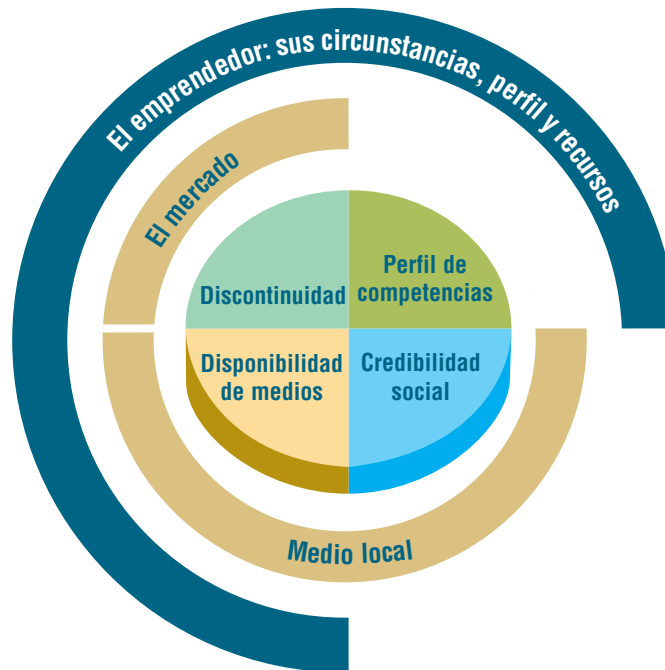 El emprendedor: sus circunstancias, perfil y recursos
El mercado
Discontinuidad
Perfil de
competencias
Disponibilidad
de medios
Credibilidad
social
Medio local